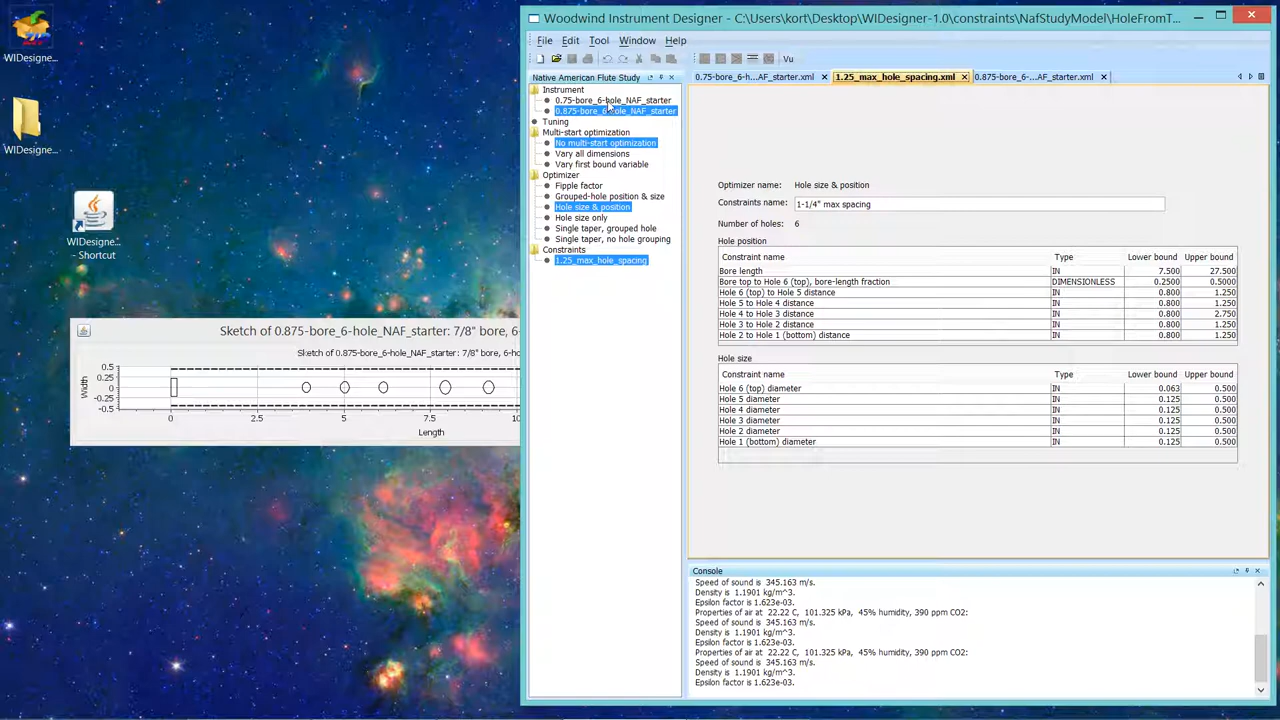 WIDesigne...
WIDesigne...
WIDesigne...
- Shortcut
Sketch of 0.875-bore_6-hole_NAF_starter: 7/8" bore, 6-
Sketch of 0.875-bore_6-hole_NAF_starter: 7/8" bore, 6-ho
Width
0.5
0.25
0
-0.25
-0.5
0
2.5
5
7.5
10
Length
Woodwind Instrument Designer - C:\Users\kort\Desktop\WIDesigner-1.0\constraints\NafStudyModel\HoleFromT...
File Edit Tool Window Help
Vu
Native American Flute Study
Instrument
0.75-bore_6-hole_NAF_starter
0.875-bore_6-hole_NAF_starter
Tuning
Multi-start optimization
No multi-start optimization
Vary all dimensions
Vary first bound variable
Optimizer
Fipple factor
Grouped-hole position & size
Hole size & position
Hole size only
Single taper, grouped hole
Single taper, no hole grouping
Constraints
1.25_max_hole_spacing
0.75-bore_6-h...AF_starter.xml 1.25_max_hole_spacing.xml 0.875-bore_6-...AF_starter.xml
Optimizer name: Hole size & position
Constraints name: 1-1/4" max spacing
Number of holes: 6
Hole position
Constraint name Type Lower bound Upper bound
Bore length IN 7.500 27.500
Bore top to Hole 6 (top), bore-length fraction DIMENSIONLESS 0.2500 0.5000
Hole 6 (top) to Hole 5 distance IN 0.800 1.250
Hole 5 to Hole 4 distance IN 0.800 1.250
Hole 4 to Hole 3 distance IN 0.800 2.750
Hole 3 to Hole 2 distance IN 0.800 1.250
Hole 2 to Hole 1 (bottom) distance IN 0.800 1.250
Hole size
Constraint name Type Lower bound Upper bound
Hole 6 (top) diameter IN 0.063 0.500
Hole 5 diameter IN 0.125 0.500
Hole 4 diameter IN 0.125 0.500
Hole 3 diameter IN 0.125 0.500
Hole 2 diameter IN 0.125 0.500
Hole 1 (bottom) diameter IN 0.125 0.500
Console
Speed of sound is 345.163 m/s.
Density is 1.1901 kg/m^3.
Epsilon factor is 1.623e-03.
Properties of air at 22.22 C, 101.325 kPa, 45% humidity, 390 ppm CO2:
Speed of sound is 345.163 m/s.
Density is 1.1901 kg/m^3.
Epsilon factor is 1.623e-03.
Properties of air at 22.22 C, 101.325 kPa, 45% humidity, 390 ppm CO2:
Speed of sound is 345.163 m/s.
Density is 1.1901 kg/m^3.
Epsilon factor is 1.623e-03.